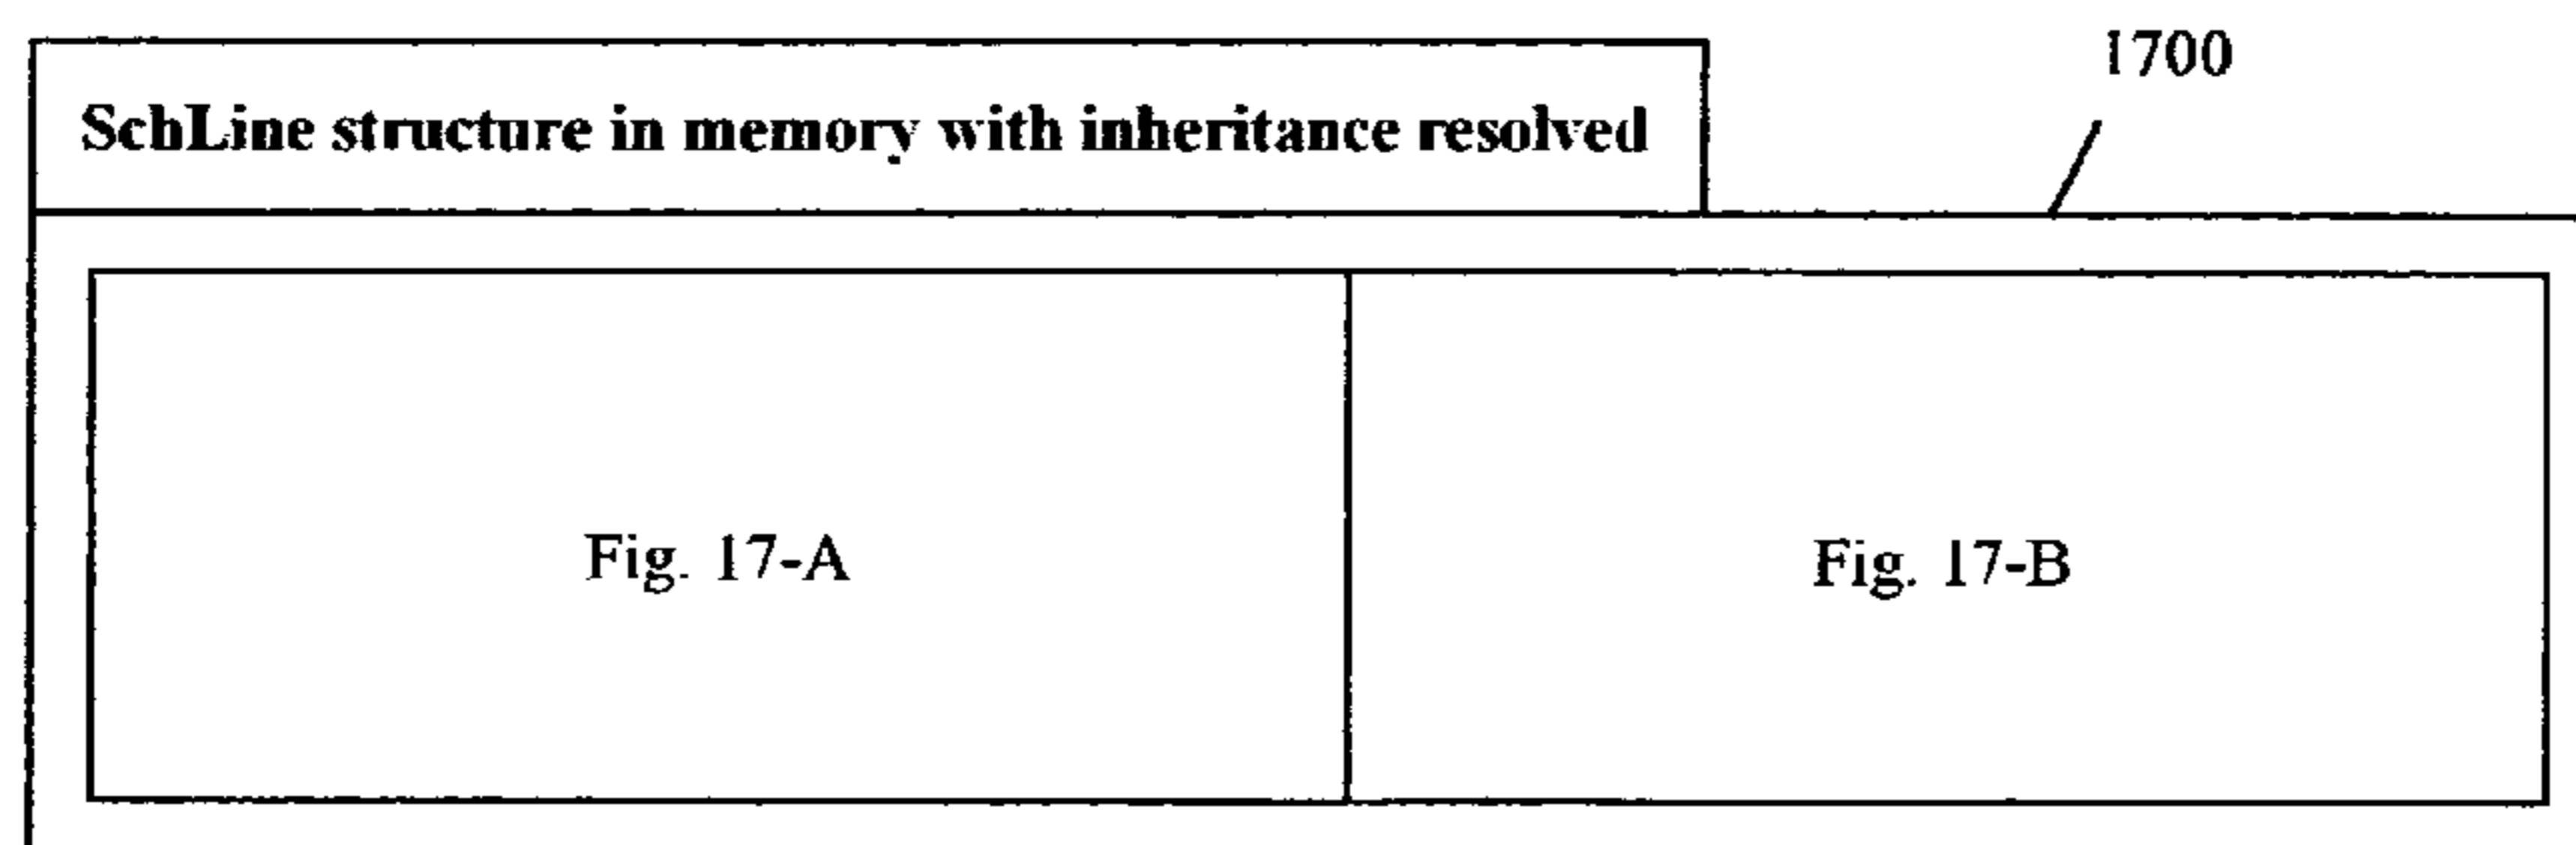 1700
SchLine structure in memory with inheritance resolved
Fig. 17-A
Fig. 17-B